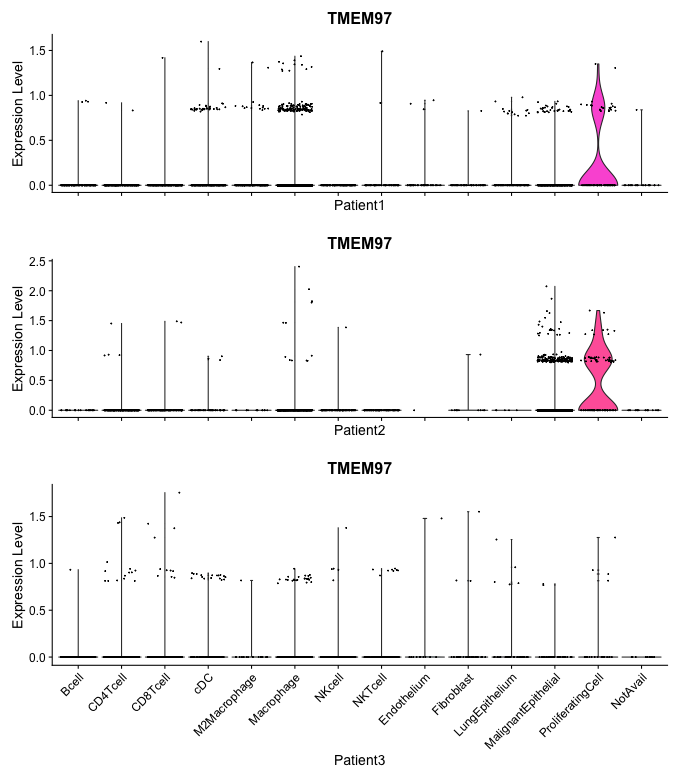 TMEM97
Expression Level
1.5
1.0
0.5
0.0
Patient1
TMEM97
Expression Level
2.5
2.0
1.5
1.0
0.5
0.0
Patient2
TMEM97
Expression Level
1.5
1.0
0.5
0.0
Bcell
CD4Tcell
CD8Tcell
cDC
M2Macrophage
Macrophage
NKcell
NKTcell
Endothelium
Fibroblast
LungEpithelium
MalignantEpithelial
ProliferatingCell
NotAvail
Patient3